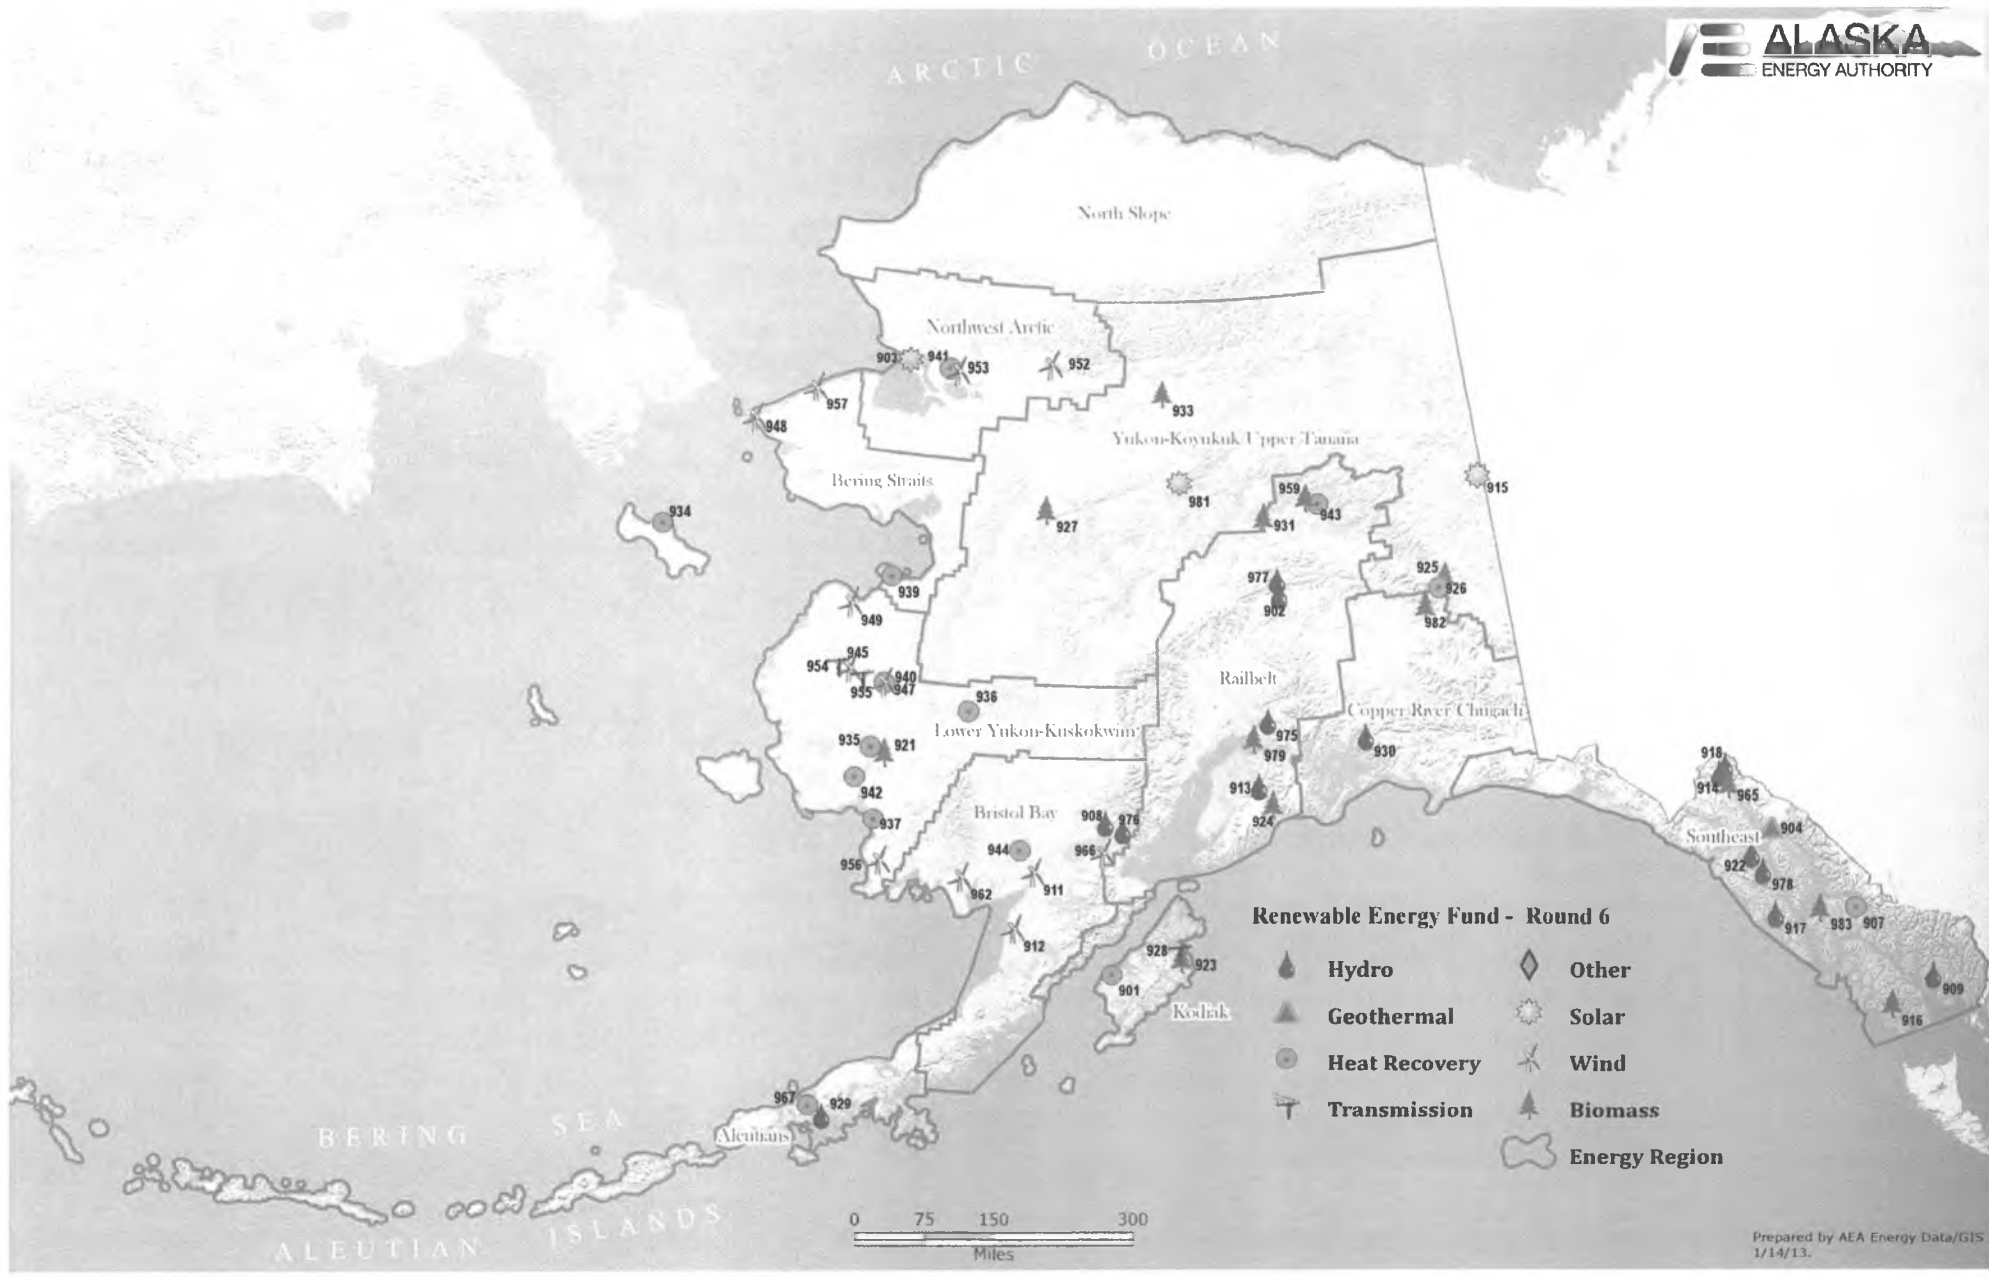 ARCTIC OCEAN
ALASKA
ENERGY AUTHORITY
North Slope
Northwest Arctic
903
941
953
952
957
948
933
Yukon-Koyukuk Upper Tanana
Bering Straits
981
915
959
943
931
927
934
939
925
926
982
977
902
949
945
954
955
940
947
936
Railbelt
Copper River Chugach
Lower Yukon-Kuskokwim
935
921
942
937
975
979
930
913
924
918
914
965
904
Southeast
922
978
917
983
907
909
916
Bristol Bay
908
976
944
966
956
962
911
912
928
923
901
Kodiak
967
929
Aleutians
BERING SEA
ALEUTIAN ISLANDS
Renewable Energy Fund - Round 6
Hydro
Other
Geothermal
Solar
Heat Recovery
Wind
Transmission
Biomass
Energy Region
0 75 150 300
Miles
Prepared by AEA Energy Data/GIS
1/14/13.